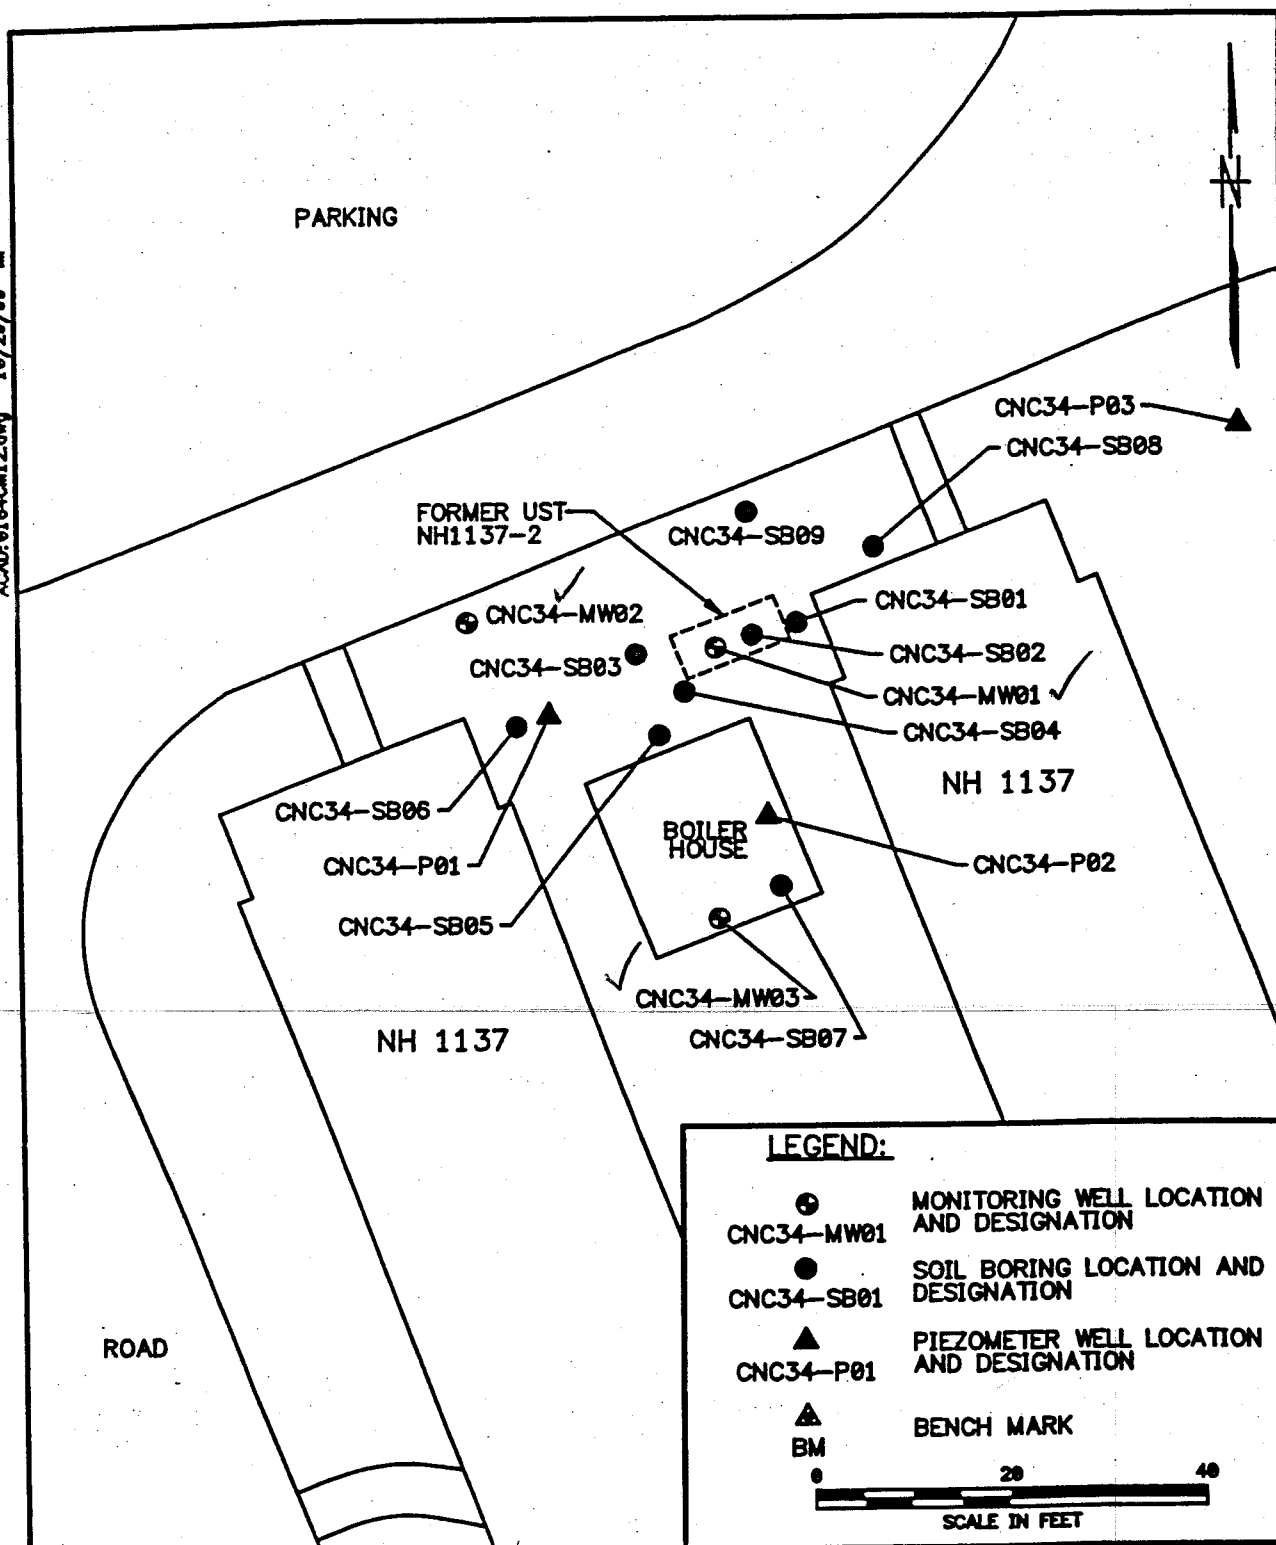 PARKING
N
CNC34-P03
CNC34-SB08
FORMER UST
NH1137-2
CNC34-SB09
CNC34-SB01
CNC34-MW02
CNC34-SB02
CNC34-SB03
CNC34-MW01
CNC34-SB04
NH 1137
CNC34-SB06
BOILER
HOUSE
CNC34-P01
CNC34-P02
CNC34-SB05
CNC34-MW03
NH 1137
CNC34-SB07
ROAD
LEGEND:
CNC34-MW01
MONITORING WELL LOCATION
AND DESIGNATION
CNC34-SB01
SOIL BORING LOCATION AND
DESIGNATION
CNC34-P01
PIEZOMETER WELL LOCATION
AND DESIGNATION
BM
BENCH MARK
0 20 40
SCALE IN FEET